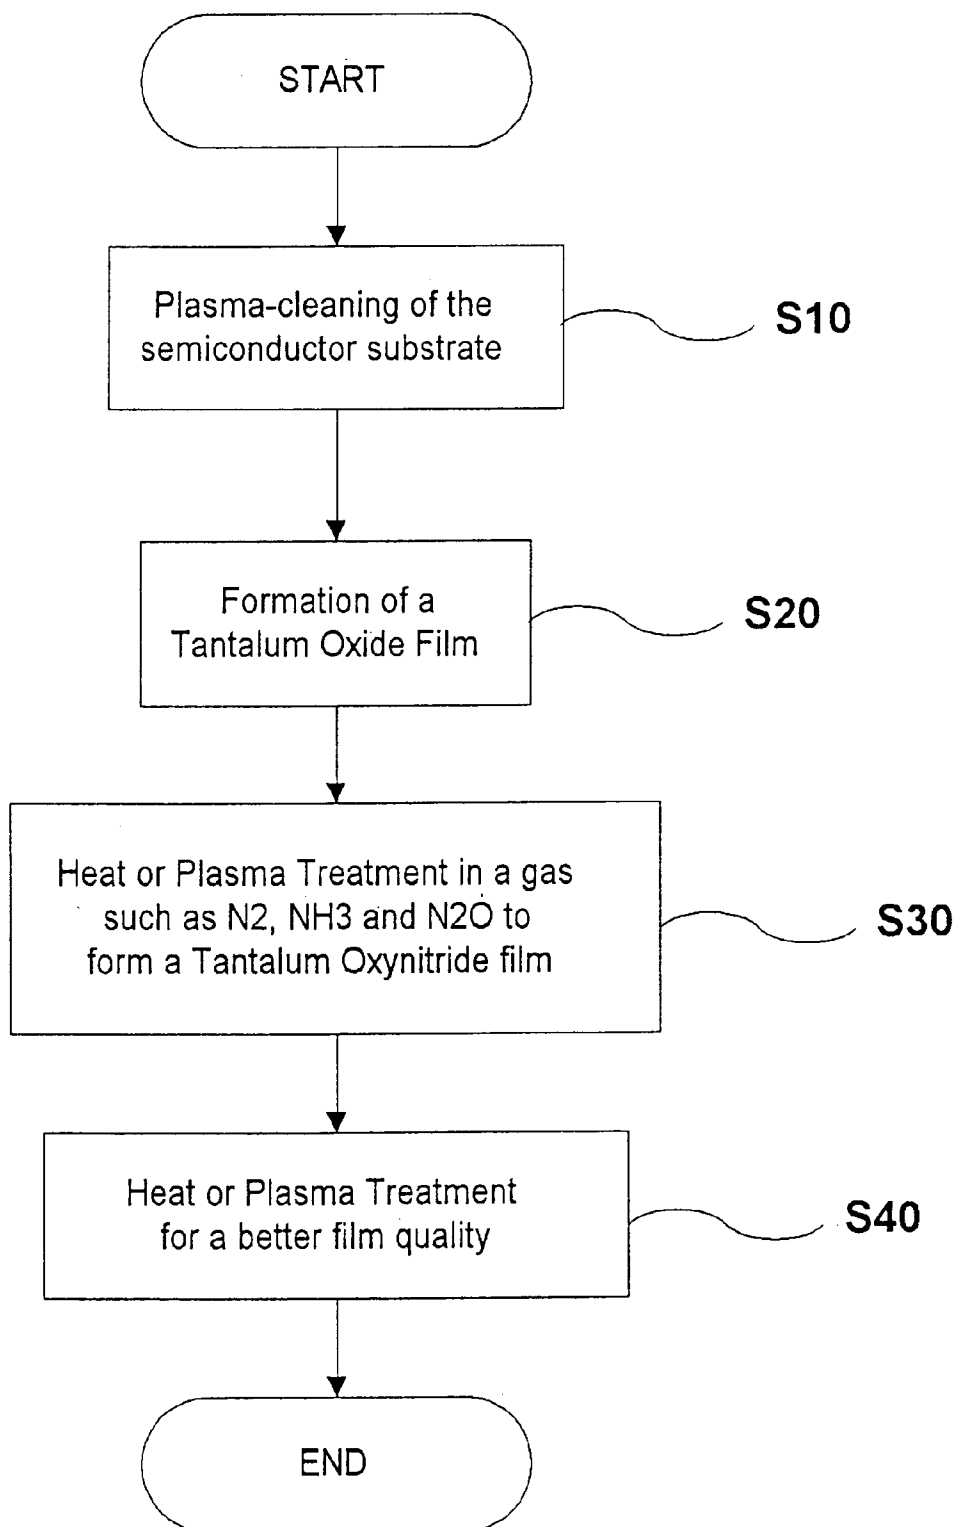 START
Plasma-cleaning of the
semiconductor substrate
S10
Formation of a
Tantalum Oxide Film
S20
Heat or Plasma Treatment in a gas
such as N2, NH3 and N2O to
form a Tantalum Oxynitride film
S30
Heat or Plasma Treatment
for a better film quality
S40
END